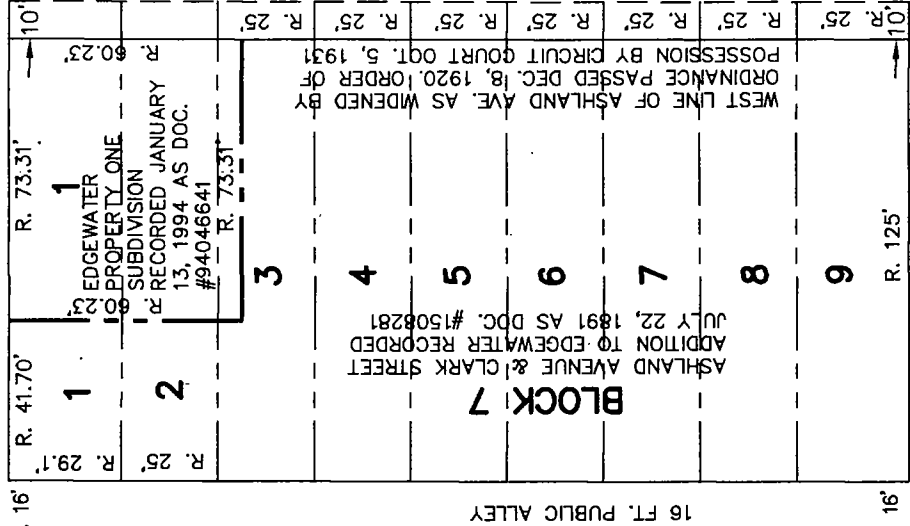 16'
R. 41.70'
R. 73.31'
10'
R. 29.1'
1
R. 60.23'
1
EDGEWATER
PROPERTY ONE
SUBDIVISION
RECORDED JANUARY
13, 1994 AS DOC.
#94046641
R. 60.23'
R. 25'
2
R. 73.31'
3
R. 25'
4
R. 25'
5
R. 25'
6
R. 25'
7
R. 25'
8
R. 25'
9
R. 25'
WEST LINE OF ASHLAND AVE. AS WIDENED BY
ORDINANCE PASSED DEC. 8, 1920. ORDER OF
POSSESSION BY CIRCUIT COURT OCT. 5, 1931
BLOCK 7
ASHLAND AVENUE & CLARK STREET
ADDITION TO EDGEWATER RECORDED
JULY 22, 1891 AS DOC. #1508281
16 FT. PUBLIC ALLEY
16'
R. 125'
10'